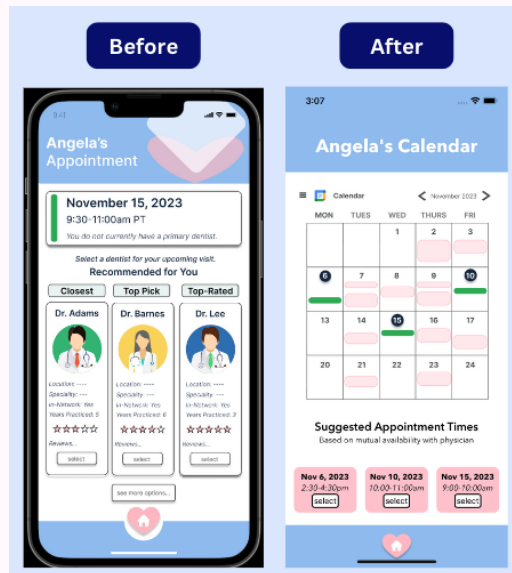 Before
After
9:41
Angela's
Appointment
November 15, 2023
9:30-11:00am PT
You do not currently have a primary dentist.
Select a dentist for your upcoming visit.
Recommended for You
Closest Top Pick Top-Rated
Dr. Adams Dr. Barnes Dr. Lee
Location: ---- Location: ---- Location: ----
Speciality: ---- Speciality: ---- Speciality: ----
In-Network: Yes In-Network: Yes In-Network: Yes
Years Practiced: 5 Years Practiced: 6 Years Practiced: 3
Reviews... Reviews... Reviews...
select select select
see more options...
3:07
Angela's Calendar
Calendar November 2023
MON TUES WED THURS FRI
1 2 3
6 7 8 9 10
13 14 15 16 17
20 21 22 23 24
Suggested Appointment Times
Based on mutual availability with physician
Nov 6, 2023 Nov 10, 2023 Nov 15, 2023
2:30-4:30pm 10:00-11:00am 9:00-10:00am
select select select